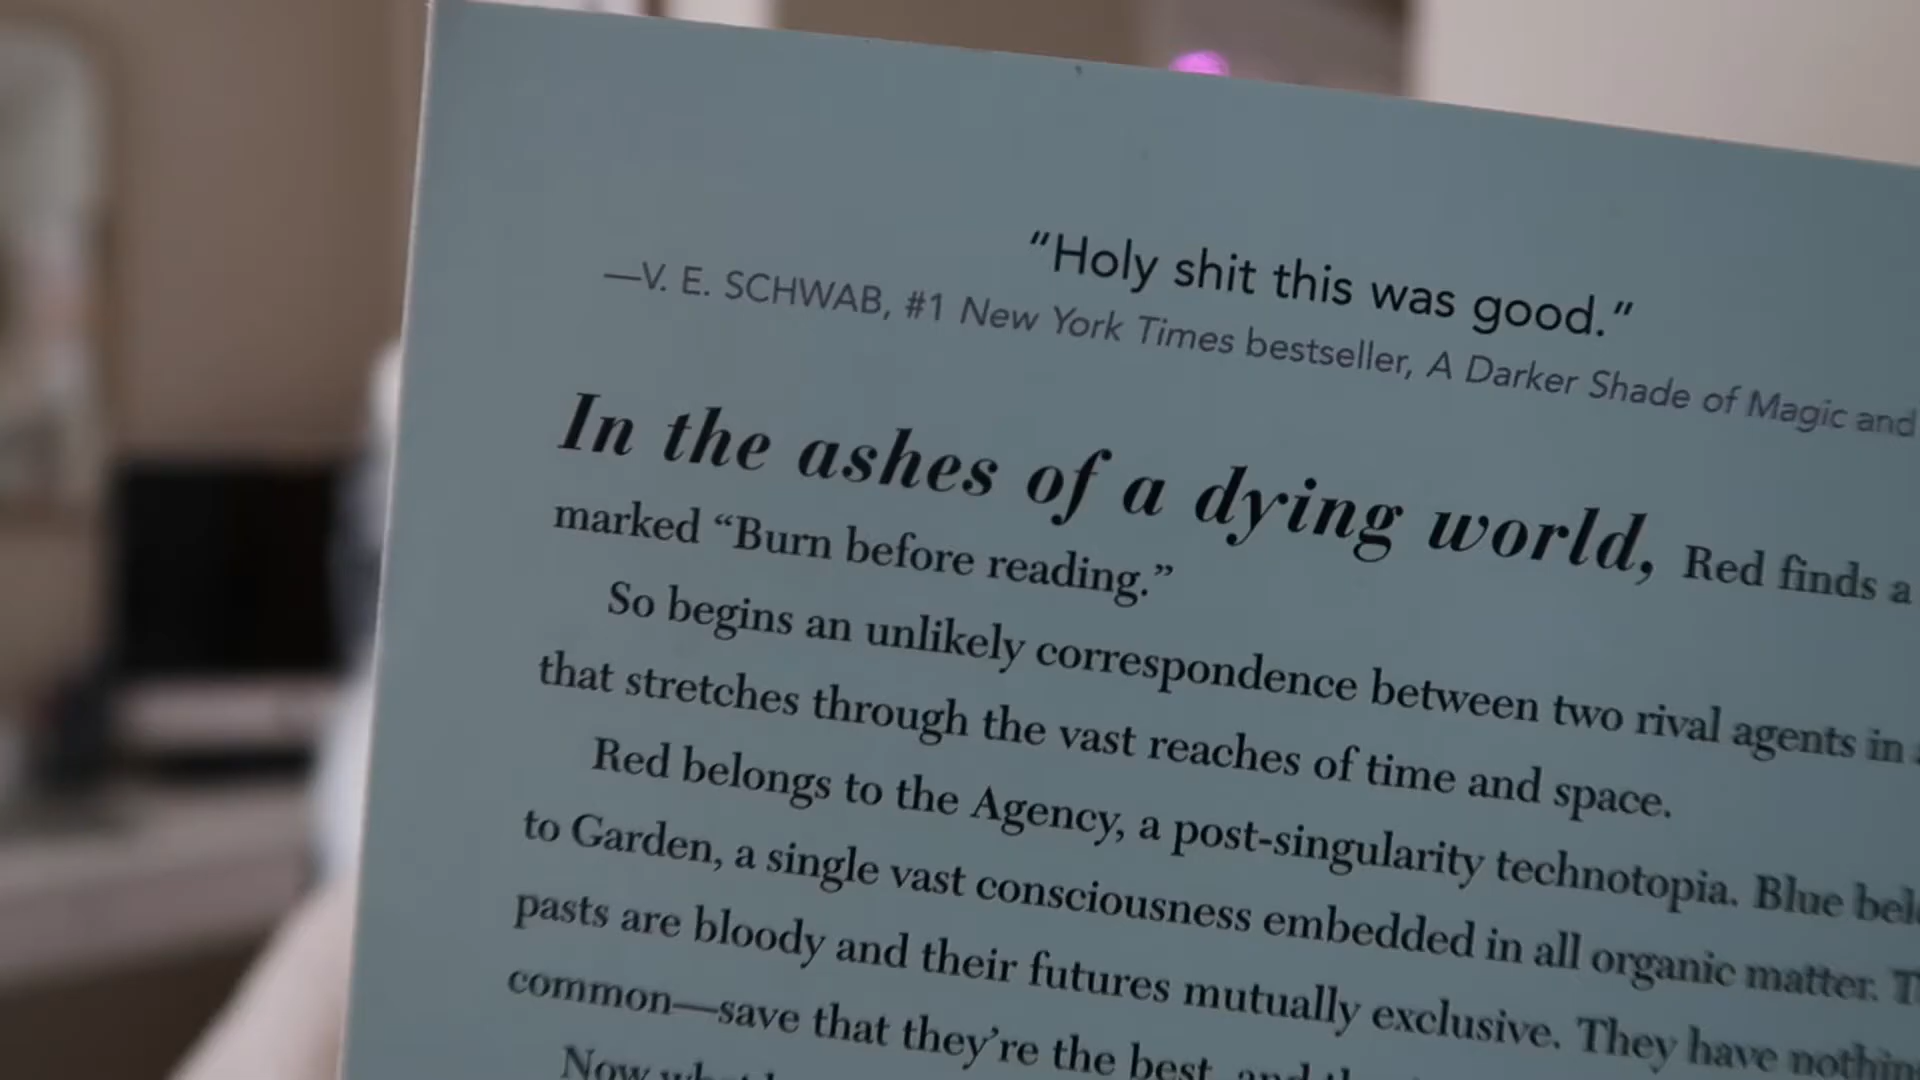 “Holy shit this was good.”
—V. E. SCHWAB, #1 New York Times bestseller, A Darker Shade of Magic and
In the ashes of a dying world, Red finds a
marked “Burn before reading.”
So begins an unlikely correspondence between two rival agents in
that stretches through the vast reaches of time and space.
Red belongs to the Agency, a post-singularity technotopia. Blue
to Garden, a single vast consciousness embedded in all organic matter.
pasts are bloody and their futures mutually exclusive. They have
common—save that they’re the best, and
Now